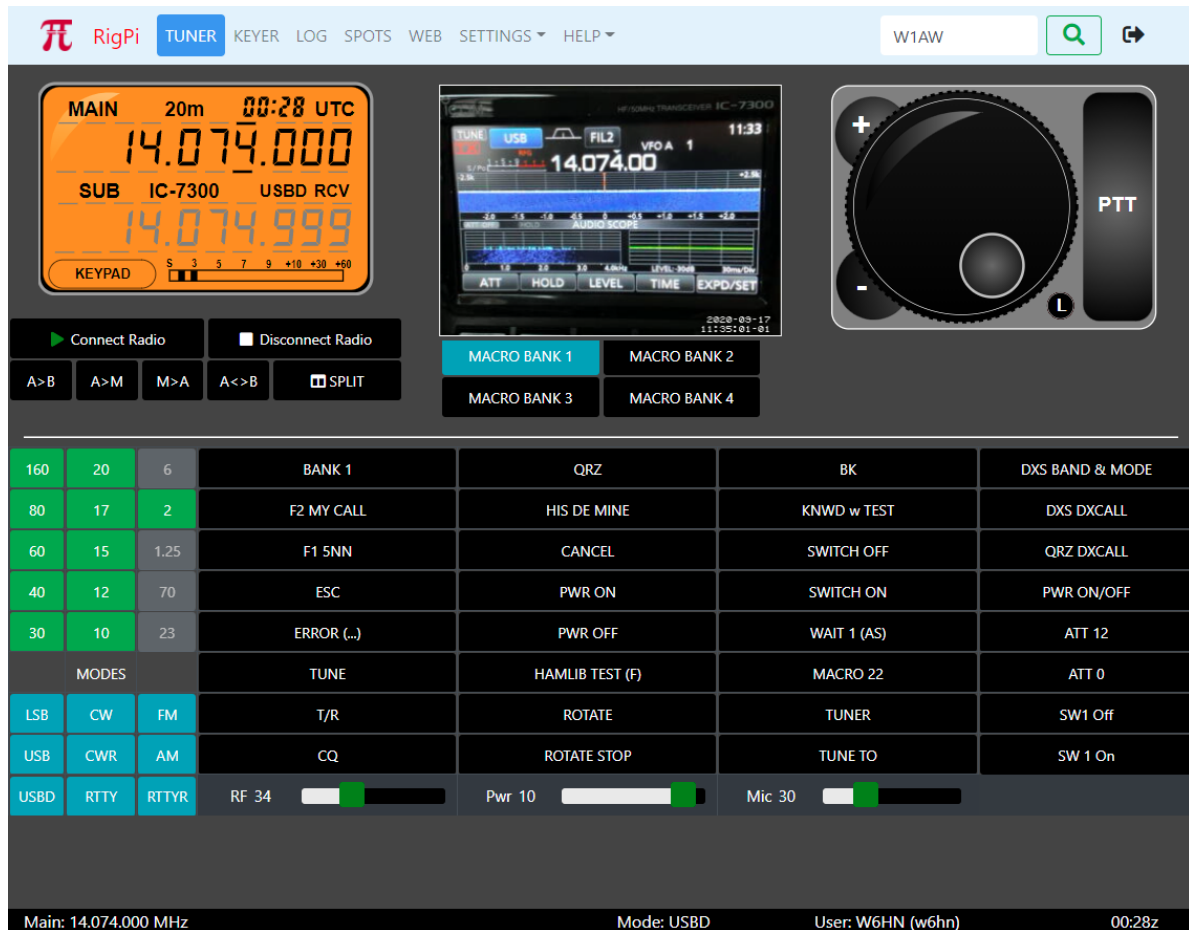 π RigPi TUNER KEYER LOG SPOTS WEB SETTINGS HELP W1AW
MAIN 20m 00:28 UTC
14.074.000
SUB IC-7300 USBD RCV
14.074.999
KEYPAD S 3 5 7 9 +10 +30 +60
HF/50MHz TRANSCEIVER IC-7300
TUNE USB FIL2 11:33
VFO A 1
14.074.00
AUDIO SCOPE
ATT HOLD LEVEL TIME EXPD/SET
2020-03-17
11:35:01-01
+
-
PTT
L
Connect Radio Disconnect Radio
A>B A>M M>A A<>B SPLIT
MACRO BANK 1 MACRO BANK 2
MACRO BANK 3 MACRO BANK 4
160 20 6 BANK 1 QRZ BK DXS BAND & MODE
80 17 2 F2 MY CALL HIS DE MINE KNWD w TEST DXS DXCALL
60 15 1.25 F1 5NN CANCEL SWITCH OFF QRZ DXCALL
40 12 70 ESC PWR ON SWITCH ON PWR ON/OFF
30 10 23 ERROR (...) PWR OFF WAIT 1 (AS) ATT 12
MODES TUNE HAMLIB TEST (F) MACRO 22 ATT 0
LSB CW FM T/R ROTATE TUNER SW1 Off
USB CWR AM CQ ROTATE STOP TUNE TO SW 1 On
USBD RTTY RTTYR RF 34 Pwr 10 Mic 30
Main: 14.074.000 MHz Mode: USBD User: W6HN (w6hn) 00:28z